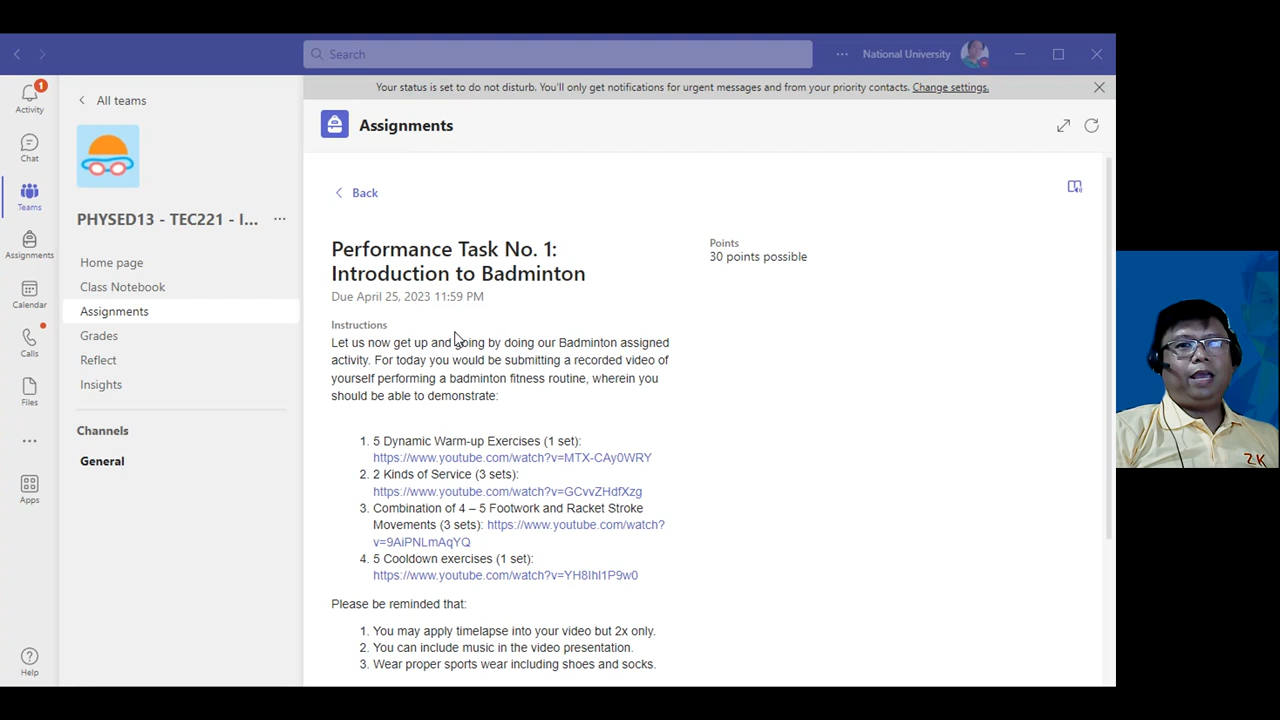 Search
National University
Your status is set to do not disturb. You'll only get notifications for urgent messages and from your priority contacts. Change settings.
1
Activity
Chat
Teams
Assignments
Calendar
Calls
Files
Apps
Help
All teams
PHYSED13 - TEC221 - I...
Home page
Class Notebook
Assignments
Grades
Reflect
Insights
Channels
General
Assignments
Back
Performance Task No. 1:
Introduction to Badminton
Due April 25, 2023 11:59 PM
Points
30 points possible
Instructions
Let us now get up and going by doing our Badminton assigned
activity. For today you would be submitting a recorded video of
yourself performing a badminton fitness routine, wherein you
should be able to demonstrate:
1. 5 Dynamic Warm-up Exercises (1 set):
https://www.youtube.com/watch?v=MTX-CAy0WRY
2. 2 Kinds of Service (3 sets):
https://www.youtube.com/watch?v=GCvvZHdfXzg
3. Combination of 4 – 5 Footwork and Racket Stroke
Movements (3 sets): https://www.youtube.com/watch?
v=9AiPNLmAqYQ
4. 5 Cooldown exercises (1 set):
https://www.youtube.com/watch?v=YH8IhI1P9w0
Please be reminded that:
1. You may apply timelapse into your video but 2x only.
2. You can include music in the video presentation.
3. Wear proper sports wear including shoes and socks.